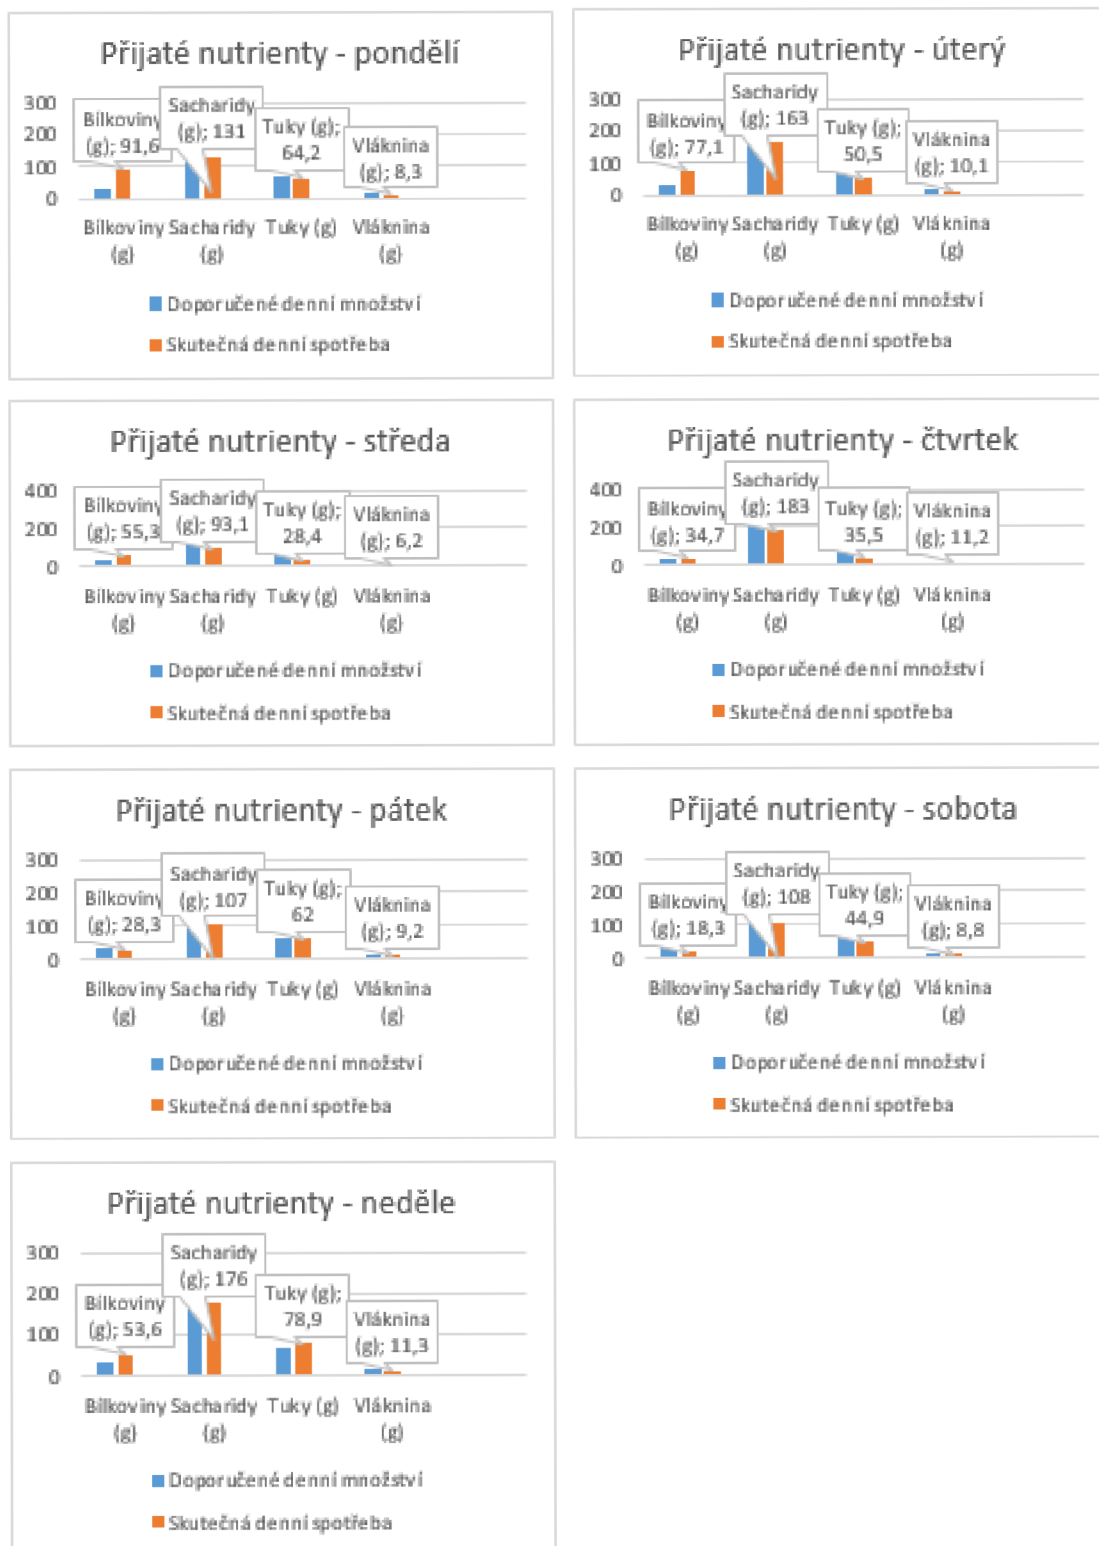 Přijaté nutrienty - pondělí
300
200
100
0
Bílkoviny
(g); 91,6
Sacharidy
(g); 131
Tuky (g);
64,2
Vláknina
(g); 8,3
Bílkoviny Sacharidy Tuky (g) Vláknina
(g) (g) (g)
Doporučené denní množství
Skutečná denní spotřeba
Přijaté nutrienty - úterý
300
200
100
0
Bílkoviny
(g); 77,1
Sacharidy
(g); 163
Tuky (g);
50,5
Vláknina
(g); 10,1
Bílkoviny Sacharidy Tuky (g) Vláknina
(g) (g) (g)
Doporučené denní množství
Skutečná denní spotřeba
Přijaté nutrienty - středa
400
200
0
Bílkoviny
(g); 55,3
Sacharidy
(g); 93,1
Tuky (g);
28,4
Vláknina
(g); 6,2
Bílkoviny Sacharidy Tuky (g) Vláknina
(g) (g) (g)
Doporučené denní množství
Skutečná denní spotřeba
Přijaté nutrienty - čtvrtek
400
200
0
Bílkoviny
(g); 34,7
Sacharidy
(g); 183
Tuky (g);
35,5
Vláknina
(g); 11,2
Bílkoviny Sacharidy Tuky (g) Vláknina
(g) (g) (g)
Doporučené denní množství
Skutečná denní spotřeba
Přijaté nutrienty - pátek
300
200
100
0
Bílkoviny
(g); 28,3
Sacharidy
(g); 107
Tuky (g);
62
Vláknina
(g); 9,2
Bílkoviny Sacharidy Tuky (g) Vláknina
(g) (g) (g)
Doporučené denní množství
Skutečná denní spotřeba
Přijaté nutrienty - sobota
300
200
100
0
Bílkoviny
(g); 18,3
Sacharidy
(g); 108
Tuky (g);
44,9
Vláknina
(g); 8,8
Bílkoviny Sacharidy Tuky (g) Vláknina
(g) (g) (g)
Doporučené denní množství
Skutečná denní spotřeba
Přijaté nutrienty - neděle
300
200
100
0
Bílkoviny
(g); 53,6
Sacharidy
(g); 176
Tuky (g);
78,9
Vláknina
(g); 11,3
Bílkoviny Sacharidy Tuky (g) Vláknina
(g) (g) (g)
Doporučené denní množství
Skutečná denní spotřeba